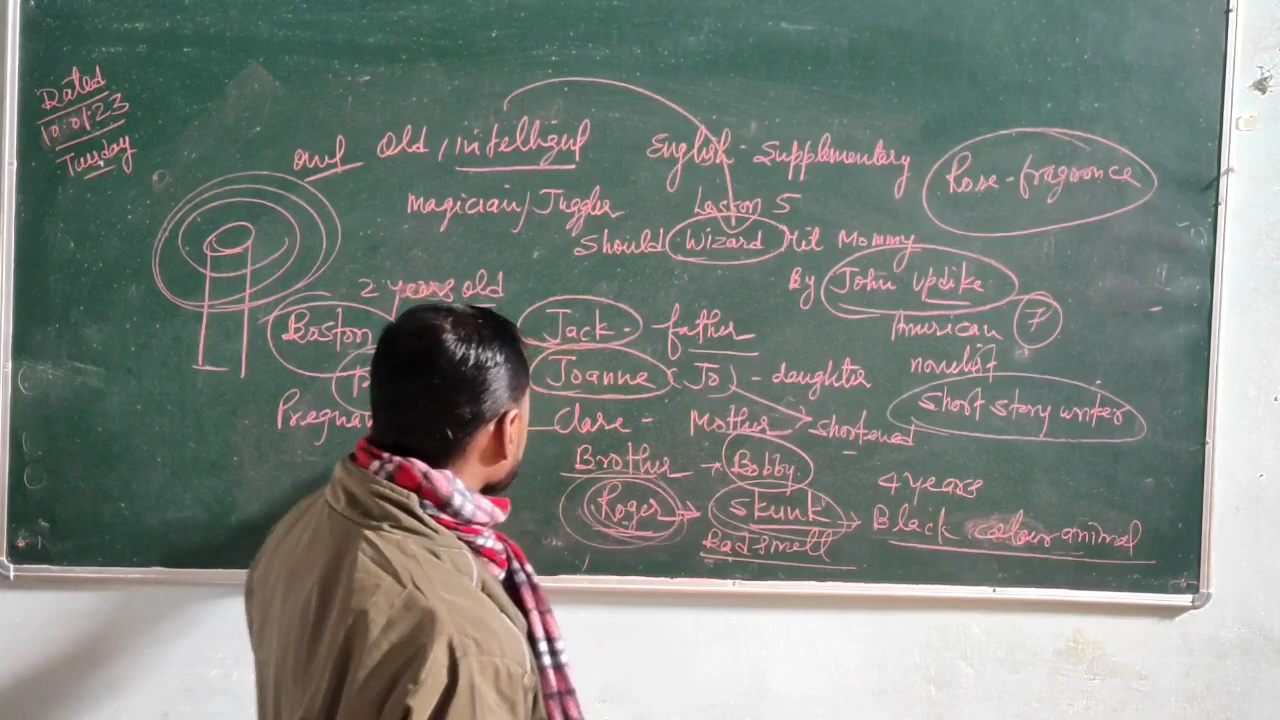 Dated
10.01.23
Tuesday
owl Old, intelligent
English Supplementary
Rose-fragrance
magician/Juggler
Lesson 5
Should Wizard Hit Mommy
By John Updike
2 years old
American 7
novelist
Short story writer
Boston
Jack - father
Joanne (Jo) - daughter
shortened
Pregnan
Clare - Mother
Brother → Bobby
4 years
Roger → Skunk → Black colour animal
Bad smell